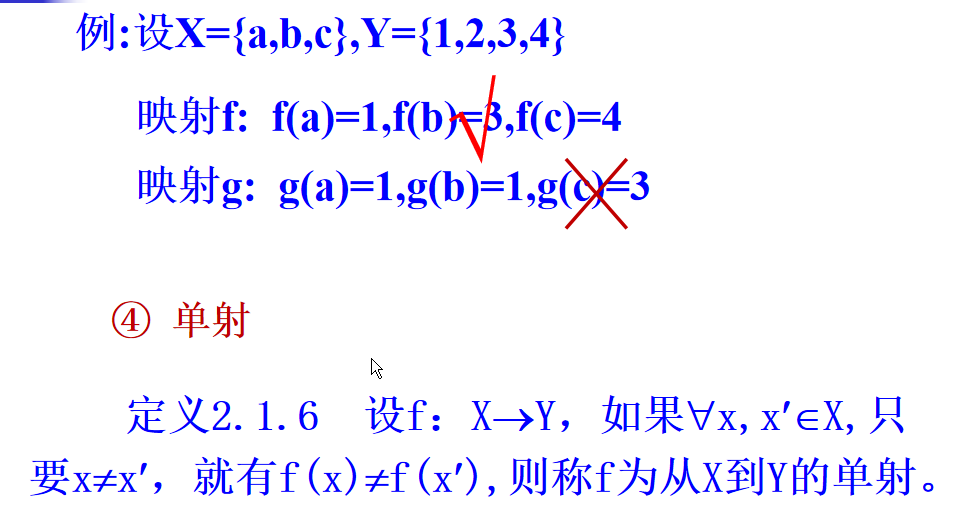 例:设X={a,b,c},Y={1,2,3,4}
映射f: f(a)=1,f(b)=3,f(c)=4
映射g: g(a)=1,g(b)=1,g(c)=3
④ 单射
定义2.1.6 设f：X→Y，如果∀x,x′∈X,只
要x≠x′，就有f(x)≠f(x′),则称f为从X到Y的单射。